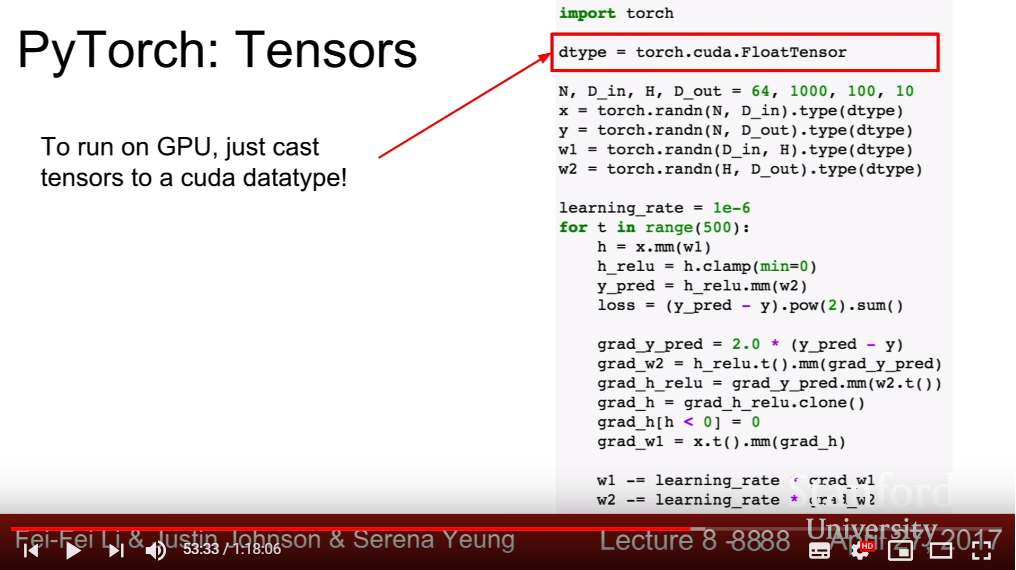 PyTorch: Tensors
To run on GPU, just cast
tensors to a cuda datatype!
import torch
dtype = torch.cuda.FloatTensor
N, D_in, H, D_out = 64, 1000, 100, 10
x = torch.randn(N, D_in).type(dtype)
y = torch.randn(N, D_out).type(dtype)
w1 = torch.randn(D_in, H).type(dtype)
w2 = torch.randn(H, D_out).type(dtype)
learning_rate = 1e-6
for t in range(500):
    h = x.mm(w1)
    h_relu = h.clamp(min=0)
    y_pred = h_relu.mm(w2)
    loss = (y_pred - y).pow(2).sum()
    grad_y_pred = 2.0 * (y_pred - y)
    grad_w2 = h_relu.t().mm(grad_y_pred)
    grad_h_relu = grad_y_pred.mm(w2.t())
    grad_h = grad_h_relu.clone()
    grad_h[h < 0] = 0
    grad_w1 = x.t().mm(grad_h)
    w1 -= learning_rate * grad_w1
    w2 -= learning_rate * grad_w2
Stanford
University
Fei-Fei Li & Justin Johnson & Serena Yeung
Lecture 8 -
April 27, 2017
53:33 / 1:18:06
HD